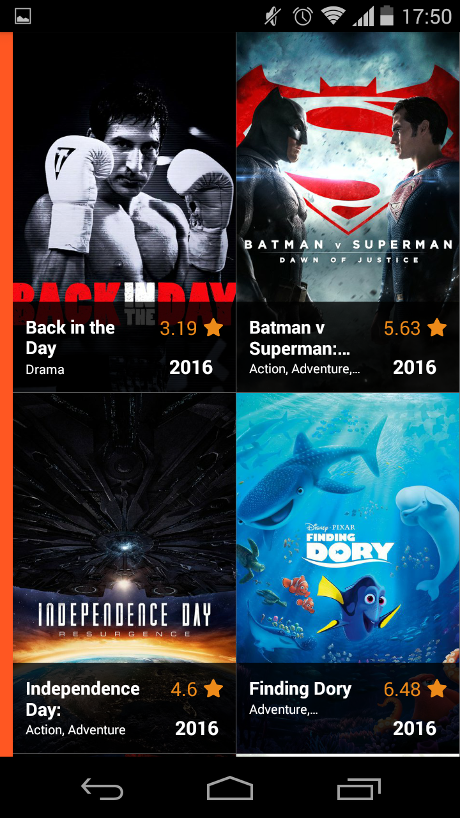 17:50
BACK IN THE DAY
Back in the
Day
3.19
Drama
2016
BATMAN v SUPERMAN
DAWN OF JUSTICE
Batman v
Superman:...
5.63
Action, Adventure,...
2016
INDEPENDENCE DAY
RESURGENCE
Independence
Day:
4.6
Action, Adventure
2016
Disney · PIXAR
FINDING
DORY
Finding Dory
6.48
Adventure,...
2016